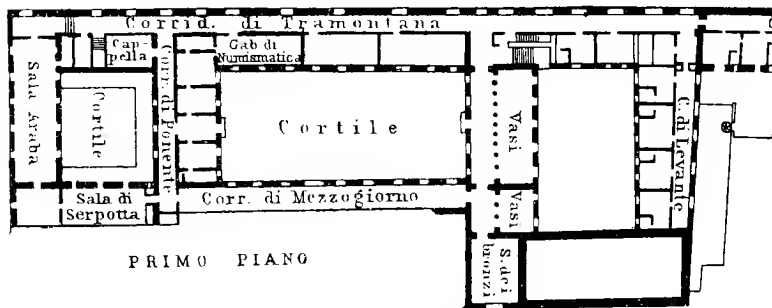 Corrid. di Tramontana
Cap-
pella
Gab. di
Numismatica
Sala Araba
Cortile
Corr. di Ponente
Cortile
Vasi
C. di Levante
Sala di
Serpotta
Corr. di Mezzogiorno
Vasi
S. dei
bronzi
PRIMO PIANO